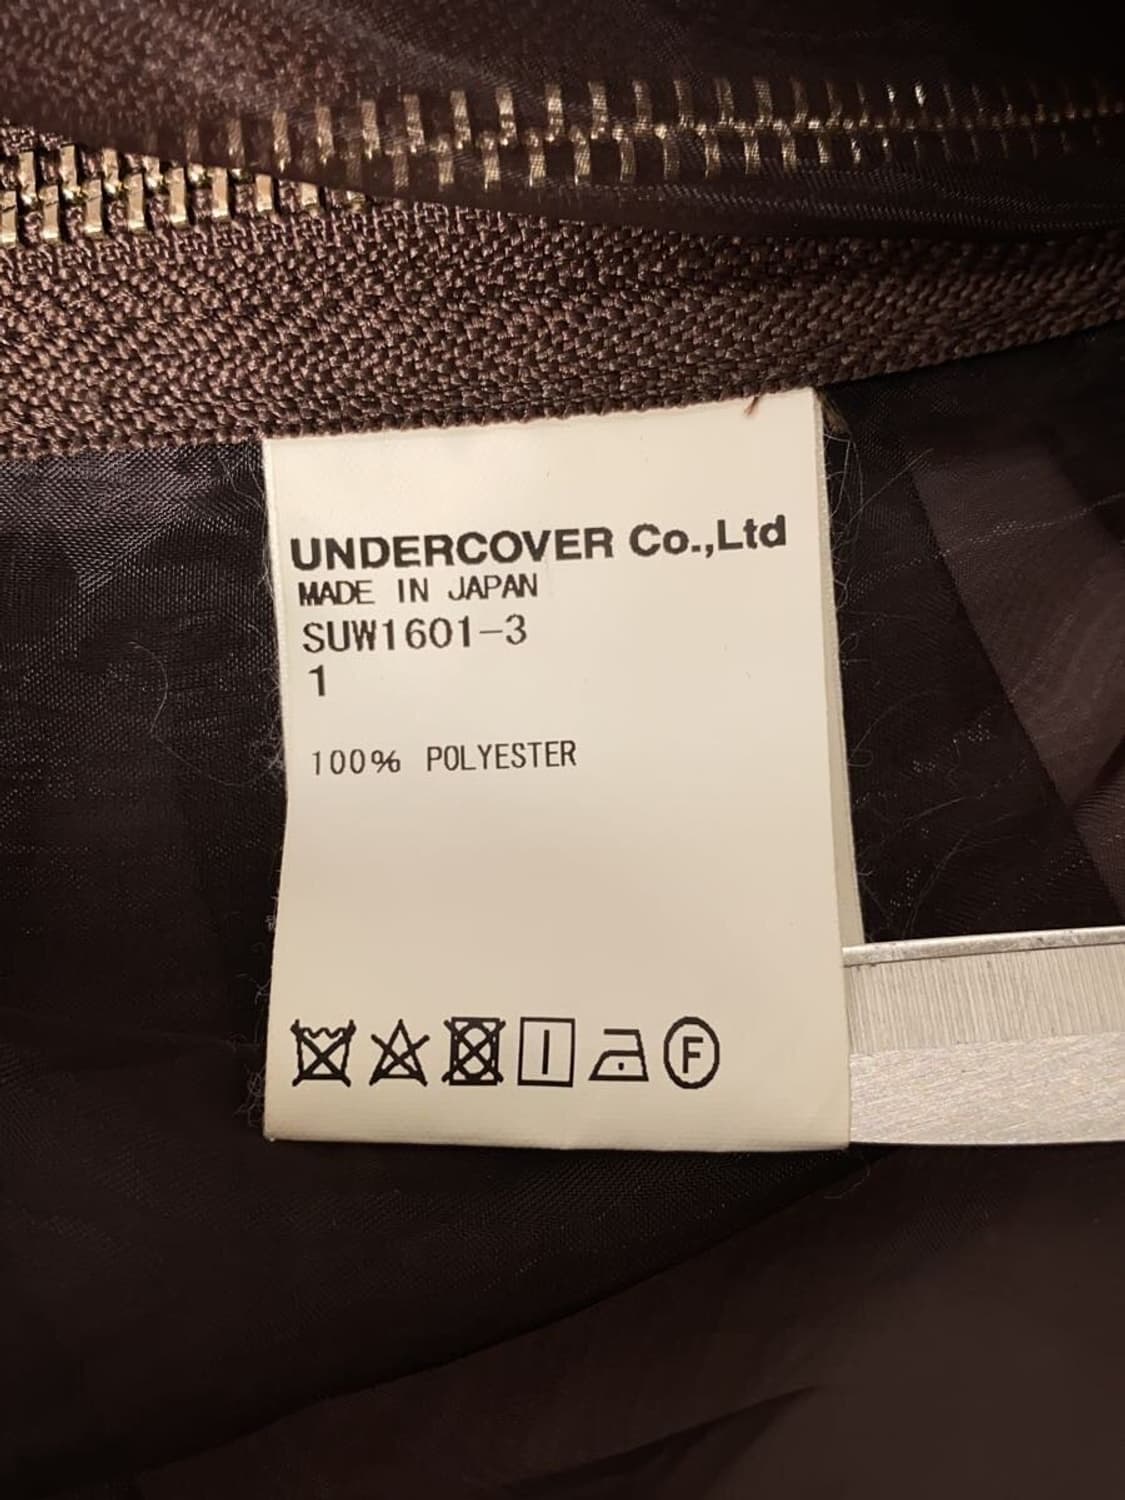 UNDERCOVER Co.,Ltd
MADE IN JAPAN
SUW1601-3
1
100% POLYESTER
F